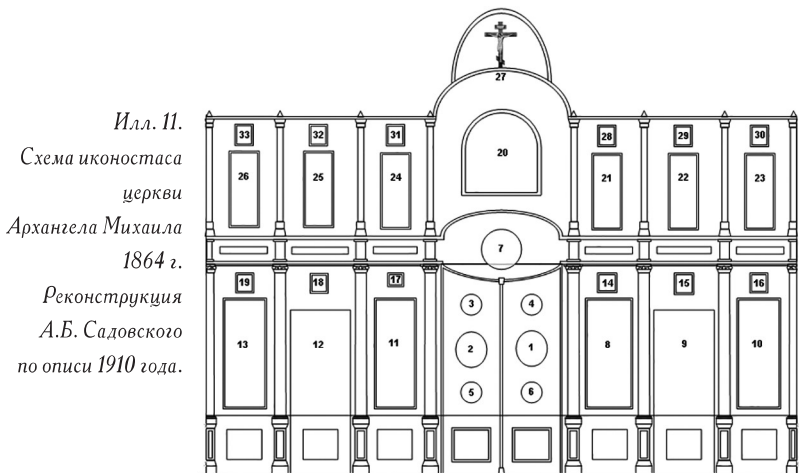 Илл. 11.
Схема иконостаса
церкви
Архангела Михаила
1864 г.
Реконструкция
А.Б. Садовского
по описи 1910 года.
27
33 32 31 28 29 30
20
26 25 24 21 22 23
7
19 18 17 14 15 16
3 4
13 12 11 2 1 8 9 10
5 6